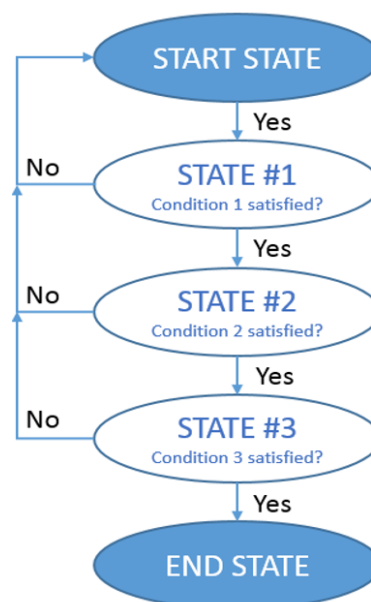 START STATE
Yes
No
STATE #1
Condition 1 satisfied?
Yes
No
STATE #2
Condition 2 satisfied?
Yes
No
STATE #3
Condition 3 satisfied?
Yes
END STATE